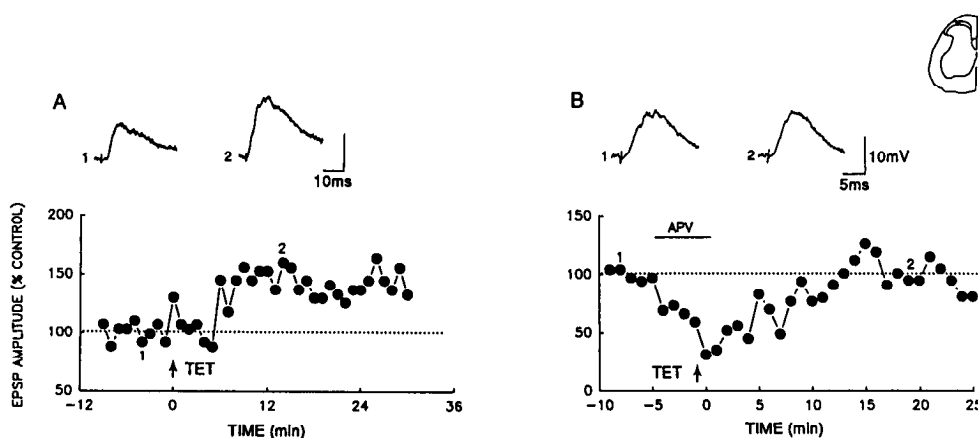 A
B
1
2
10ms
1
2
10mV
5ms
EPSP AMPLITUDE (% CONTROL)
200
150
100
50
1
2
TET
-12
0
12
24
36
TIME (min)
150
100
50
0
APV
1
2
TET
-10
-5
0
5
10
15
20
25
TIME (min)